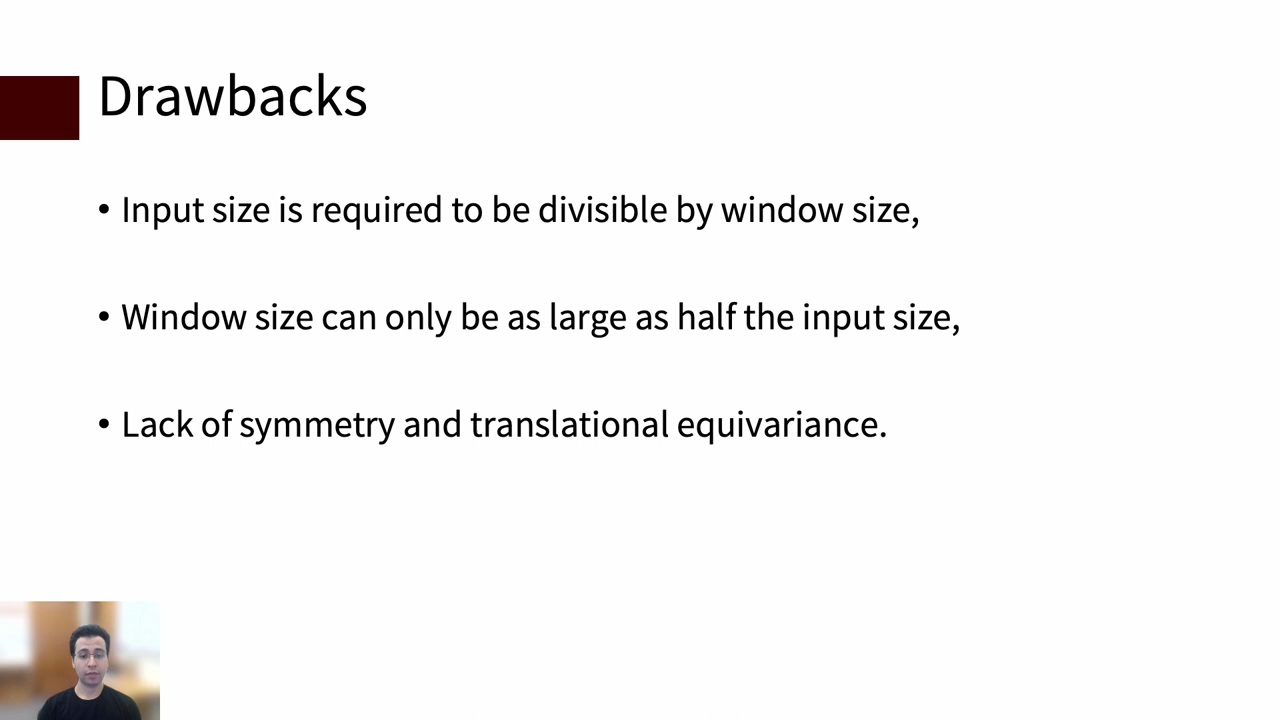 Drawbacks
• Input size is required to be divisible by window size,
• Window size can only be as large as half the input size,
• Lack of symmetry and translational equivariance.